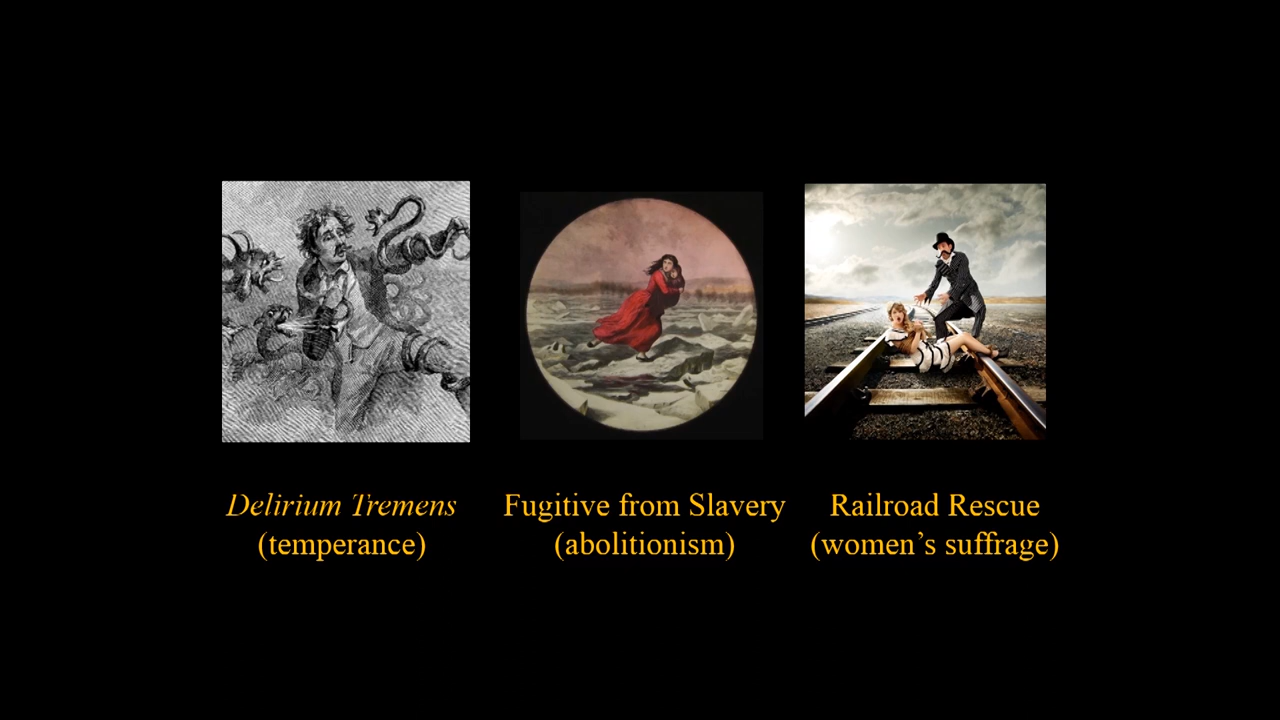 Delirium Tremens
(temperance)
Fugitive from Slavery
(abolitionism)
Railroad Rescue
(women’s suffrage)